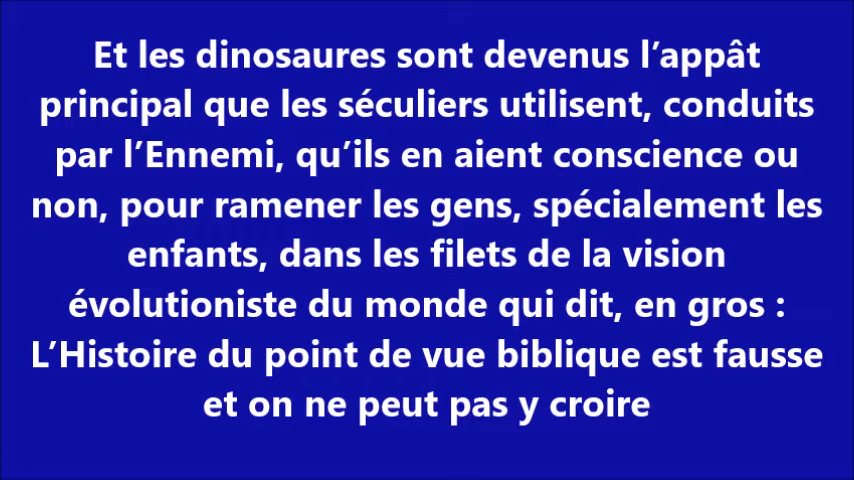 Et les dinosaures sont devenus l’appât
principal que les séculiers utilisent, conduits
par l’Ennemi, qu’ils en aient conscience ou
non, pour ramener les gens, spécialement les
enfants, dans les filets de la vision
évolutioniste du monde qui dit, en gros :
L’Histoire du point de vue biblique est fausse
et on ne peut pas y croire